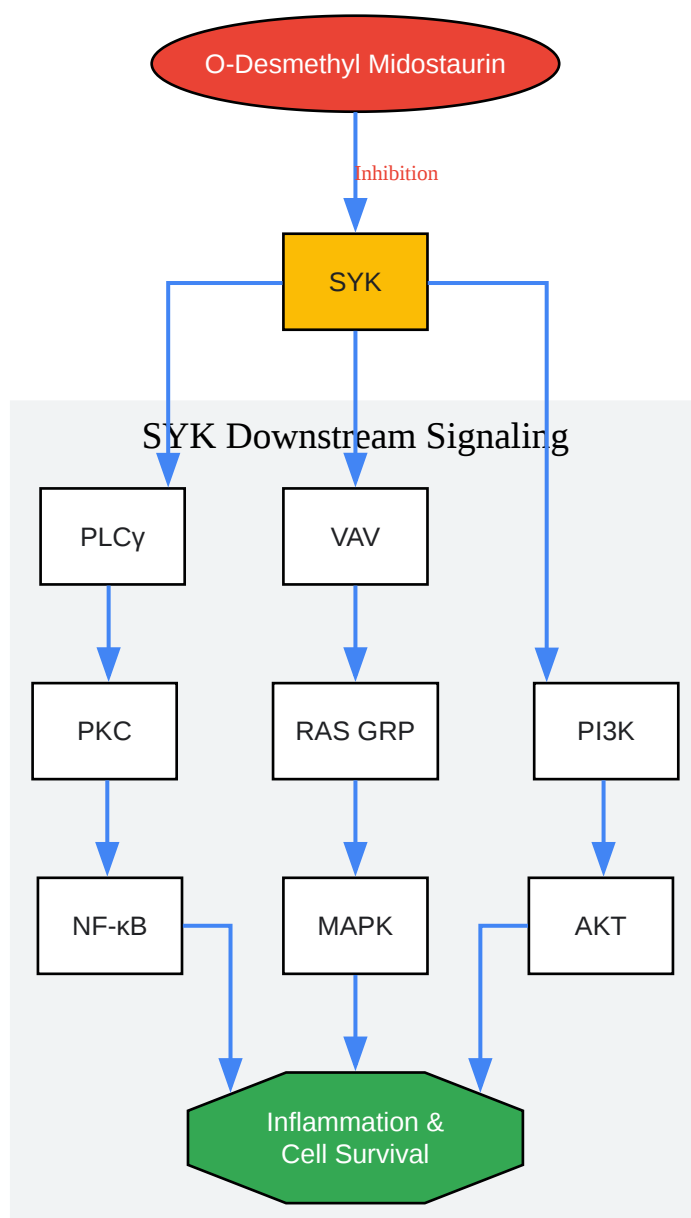 O-Desmethyl Midostaurin
Inhibition
SYK
SYK Downstream Signaling
PLCγ
VAV
PKC
RAS GRP
PI3K
NF-κB
MAPK
AKT
Inflammation &
Cell Survival